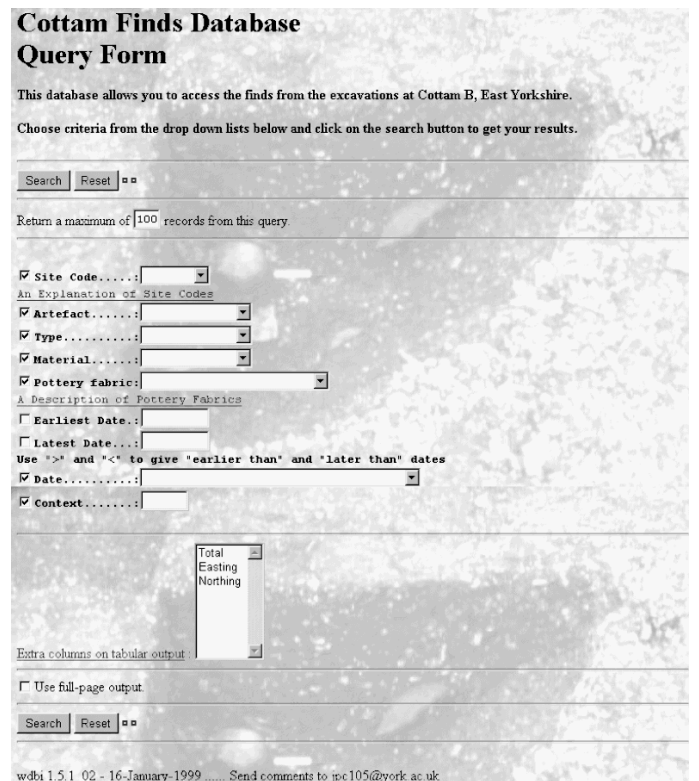 Cottam Finds Database
Query Form
This database allows you to access the finds from the excavations at Cottam B, East Yorkshire.
Choose criteria from the drop down lists below and click on the search button to get your results.
Search Reset
Return a maximum of 100 records from this query.
Site Code.....:
An Explanation of Site Codes
Artefact......:
Type..........:
Material......:
Pottery fabric:
A Description of Pottery Fabrics
Earliest Date.:
Latest Date...:
Use ">" and "<" to give "earlier than" and "later than" dates
Date..........:
Context.......:
Total
Easting
Northing
Extra columns on tabular output :
Use full-page output.
Search Reset
wdbi 1.5.1_02 - 16-January-1999 ...... Send comments to jpc105@york.ac.uk